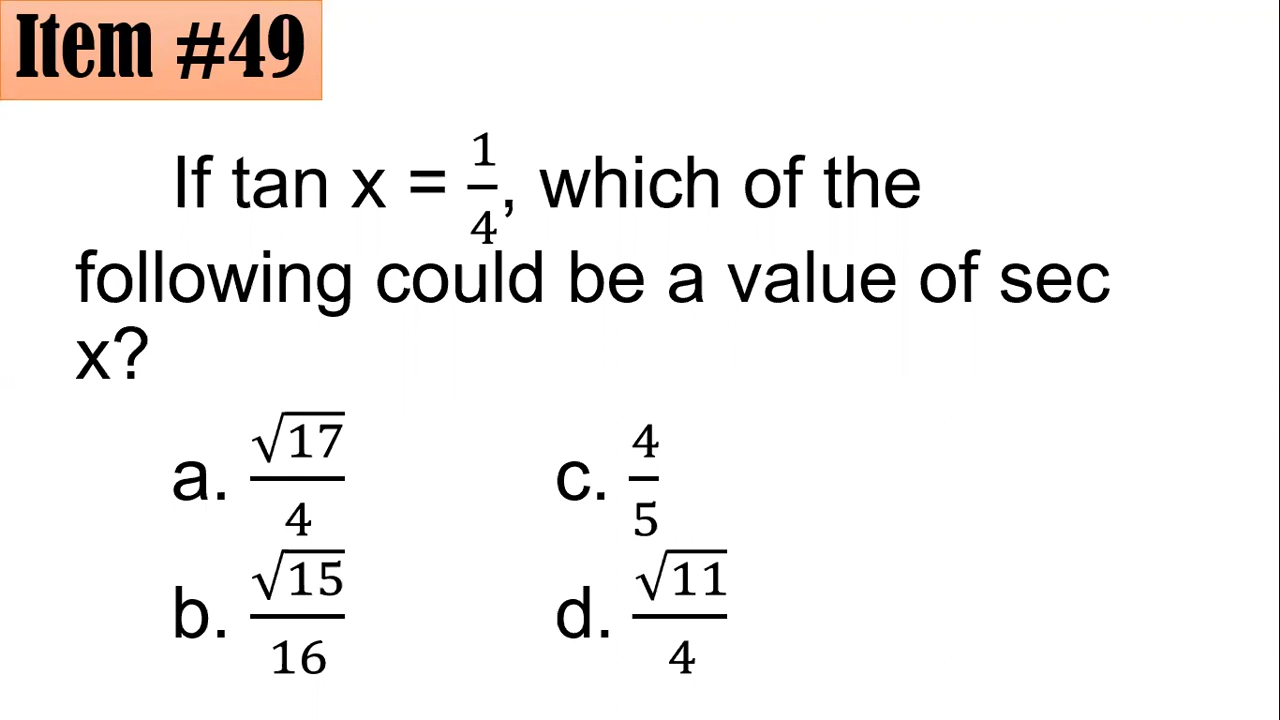 Item #49
If tan x = 1/4, which of the
following could be a value of sec
x?
a. √17/4 c. 4/5
b. √15/16 d. √11/4